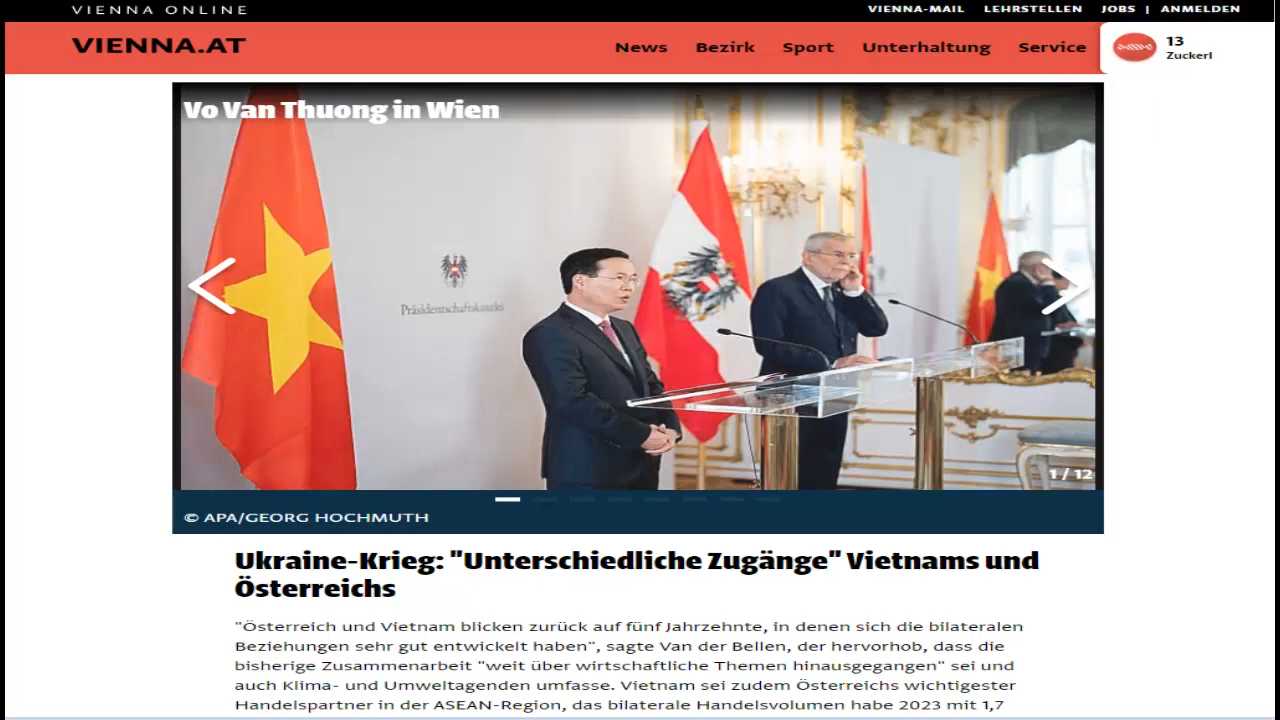 VIENNA ONLINE
VIENNA-MAIL LEHRSTELLEN JOBS | ANMELDEN
VIENNA.AT
News Bezirk Sport Unterhaltung Service
13
Zuckerl
Vo Van Thuong in Wien
Präsidentschaftskanzlei
1 / 12
© APA/GEORG HOCHMUTH
Ukraine-Krieg: "Unterschiedliche Zugänge" Vietnams und
Österreichs
"Österreich und Vietnam blicken zurück auf fünf Jahrzehnte, in denen sich die bilateralen
Beziehungen sehr gut entwickelt haben", sagte Van der Bellen, der hervorhob, dass die
bisherige Zusammenarbeit "weit über wirtschaftliche Themen hinausgegangen" sei und
auch Klima- und Umweltagenden umfasse. Vietnam sei zudem Österreichs wichtigester
Handelspartner in der ASEAN-Region, das bilaterale Handelsvolumen habe 2023 mit 1,7